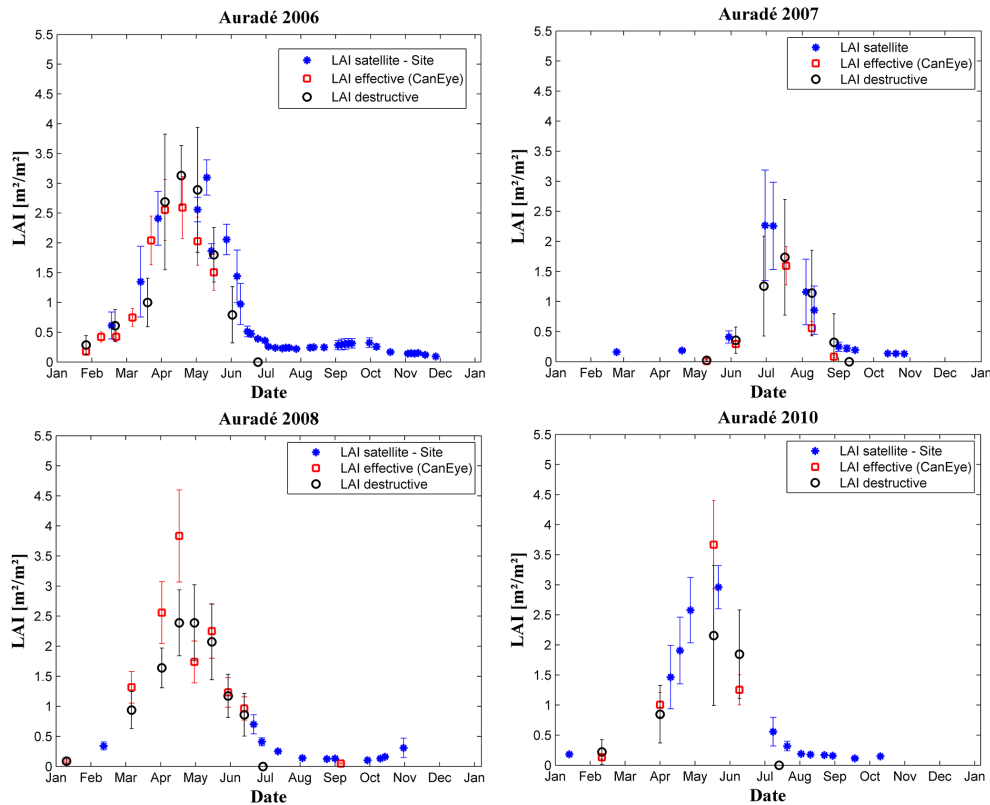 Auradé 2006
5.5
5
4.5
4
3.5
3
2.5
2
1.5
1
0.5
0
LAI [m²/m²]
LAI satellite - Site
LAI effective (CanEye)
LAI destructive
Jan Feb Mar Apr May Jun Jul Aug Sep Oct Nov Dec Jan
Date
Auradé 2007
5.5
5
4.5
4
3.5
3
2.5
2
1.5
1
0.5
0
LAI [m²/m²]
LAI satellite
LAI effective (CanEye)
LAI destructive
Jan Feb Mar Apr May Jun Jul Aug Sep Oct Nov Dec Jan
Date
Auradé 2008
5.5
5
4.5
4
3.5
3
2.5
2
1.5
1
0.5
0
LAI [m²/m²]
LAI satellite - Site
LAI effective (CanEye)
LAI destructive
Jan Feb Mar Apr May Jun Jul Aug Sep Oct Nov Dec Jan
Date
Auradé 2010
5.5
5
4.5
4
3.5
3
2.5
2
1.5
1
0.5
0
LAI [m²/m²]
LAI satellite - Site
LAI effective (CanEye)
LAI destructive
Jan Feb Apr May Jun Jul Aug Sep Oct Nov Dec Jan
Date